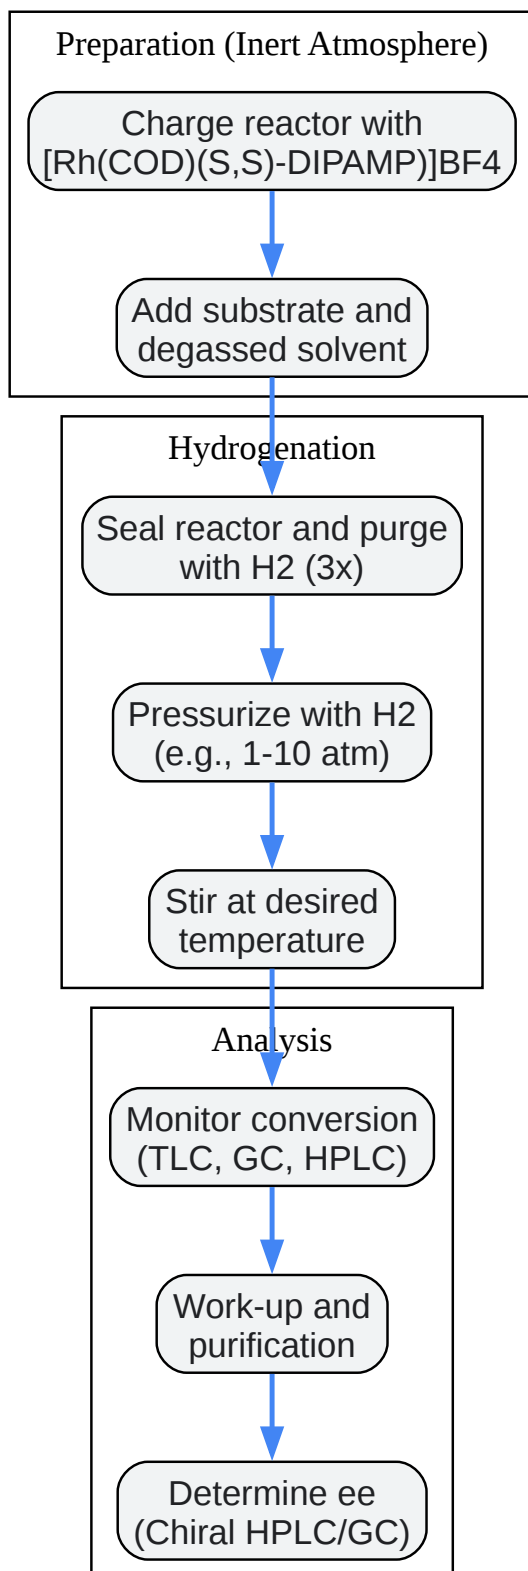 Preparation (Inert Atmosphere)
Charge reactor with
[Rh(COD)(S,S)-DIPAMP)]BF4
Add substrate and
degassed solvent
Hydrogenation
Seal reactor and purge
with H2 (3x)
Pressurize with H2
(e.g., 1-10 atm)
Stir at desired
temperature
Analysis
Monitor conversion
(TLC, GC, HPLC)
Work-up and
purification
Determine ee
(Chiral HPLC/GC)